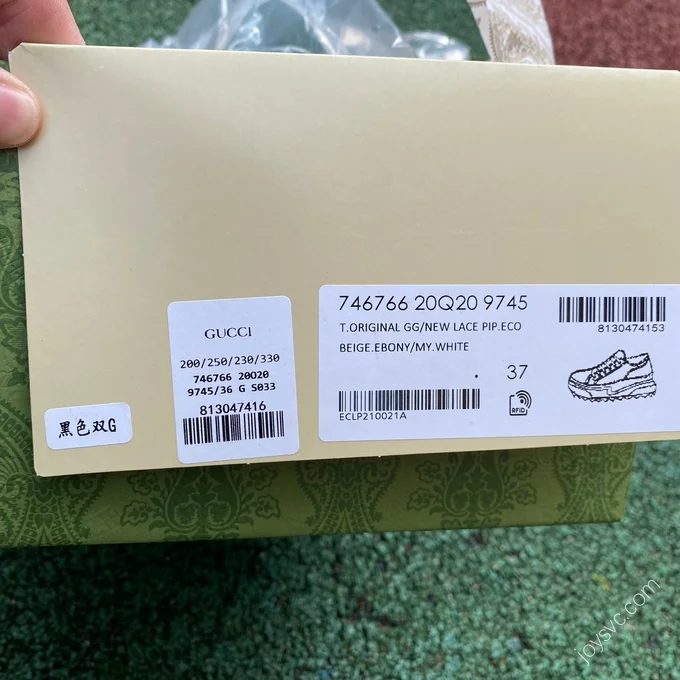 黑色双G
GUCCI
200/250/230/330
746766 20O20
9745/36 G S033
813047416
746766 20Q20 9745
T.ORIGINAL GG/NEW LACE PIP.ECO
BEIGE.EBONY/MY.WHITE
8130474153
37
ECLP210021A
RFID
joysvc.com